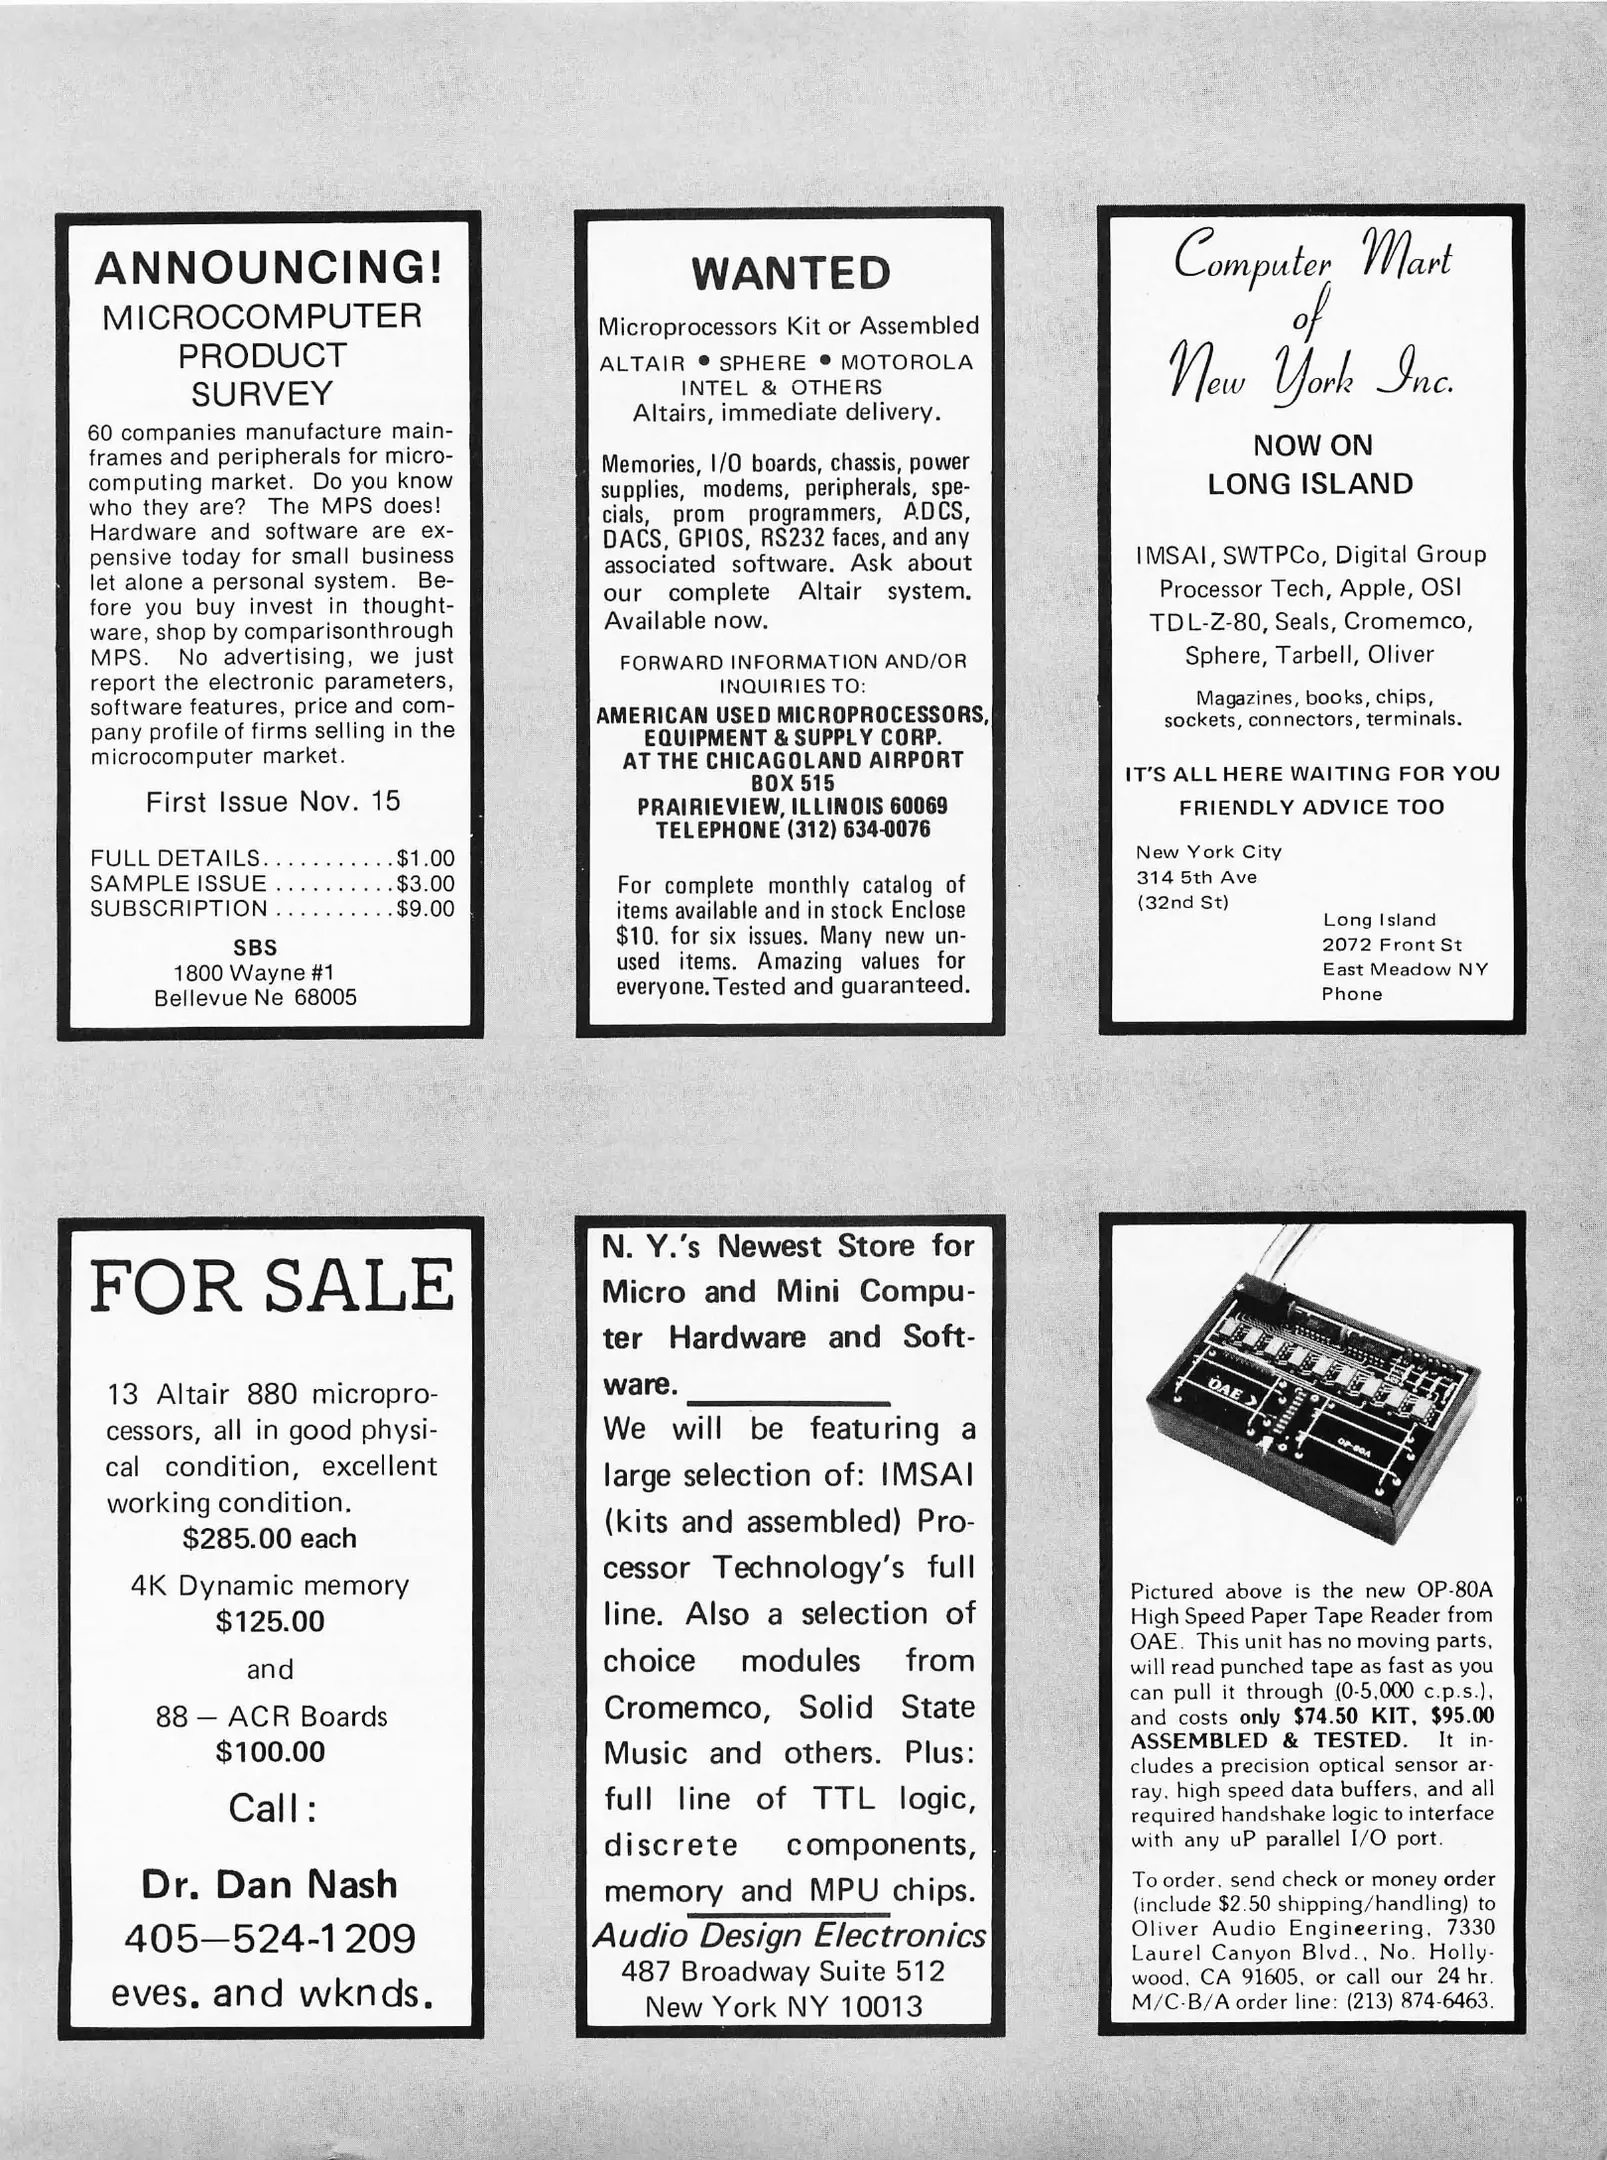 ANNOUNCING!
MICROCOMPUTER
PRODUCT
SURVEY
60 companies manufacture main-
frames and peripherals for micro-
computing market. Do you know
who they are? The MPS does!
Hardware and software are ex-
pensive today for small business
let alone a personal system. Be-
fore you buy invest in thought-
ware, shop by comparisonthrough
MPS. No advertising, we just
report the electronic parameters,
software features, price and com-
pany profile of firms selling in the
microcomputer market.
First Issue Nov. 15
FULL DETAILS...........$1.00
SAMPLE ISSUE ..........$3.00
SUBSCRIPTION ..........$9.00
SBS
1800 Wayne #1
Bellevue Ne 68005
WANTED
Microprocessors Kit or Assembled
ALTAIR • SPHERE • MOTOROLA
INTEL & OTHERS
Altairs, immediate delivery.
Memories, I/O boards, chassis, power
supplies, modems, peripherals, spe-
cials, prom programmers, ADCS,
DACS, GPIOS, RS232 faces, and any
associated software. Ask about
our complete Altair system.
Available now.
FORWARD INFORMATION AND/OR
INQUIRIES TO:
AMERICAN USED MICROPROCESSORS,
EQUIPMENT & SUPPLY CORP.
AT THE CHICAGOLAND AIRPORT
BOX 515
PRAIRIEVIEW, ILLINOIS 60069
TELEPHONE (312) 634-0076
For complete monthly catalog of
items available and in stock Enclose
$10. for six issues. Many new un-
used items. Amazing values for
everyone. Tested and guaranteed.
Computer Mart
of
New York Inc.
NOW ON
LONG ISLAND
IMSAI, SWTPCo, Digital Group
Processor Tech, Apple, OSI
TDL-Z-80, Seals, Cromemco,
Sphere, Tarbell, Oliver
Magazines, books, chips,
sockets, connectors, terminals.
IT'S ALL HERE WAITING FOR YOU
FRIENDLY ADVICE TOO
New York City
314 5th Ave
(32nd St)
Long Island
2072 Front St
East Meadow NY
Phone
FOR SALE
13 Altair 880 micropro-
cessors, all in good physi-
cal condition, excellent
working condition.
$285.00 each
4K Dynamic memory
$125.00
and
88 — ACR Boards
$100.00
Call:
Dr. Dan Nash
405—524-1209
eves. and wknds.
N. Y.'s Newest Store for
Micro and Mini Compu-
ter Hardware and Soft-
ware.
We will be featuring a
large selection of: IMSAI
(kits and assembled) Pro-
cessor Technology's full
line. Also a selection of
choice modules from
Cromemco, Solid State
Music and others. Plus:
full line of TTL logic,
discrete components,
memory and MPU chips.
Audio Design Electronics
487 Broadway Suite 512
New York NY 10013
OAE >
OP-80A
Pictured above is the new OP-80A
High Speed Paper Tape Reader from
OAE. This unit has no moving parts,
will read punched tape as fast as you
can pull it through (0-5,000 c.p.s.),
and costs only $74.50 KIT, $95.00
ASSEMBLED & TESTED. It in-
cludes a precision optical sensor ar-
ray, high speed data buffers, and all
required handshake logic to interface
with any uP parallel I/O port.
To order, send check or money order
(include $2.50 shipping/handling) to
Oliver Audio Engineering, 7330
Laurel Canyon Blvd., No. Holly-
wood, CA 91605, or call our 24 hr.
M/C-B/A order line: (213) 874-6463.